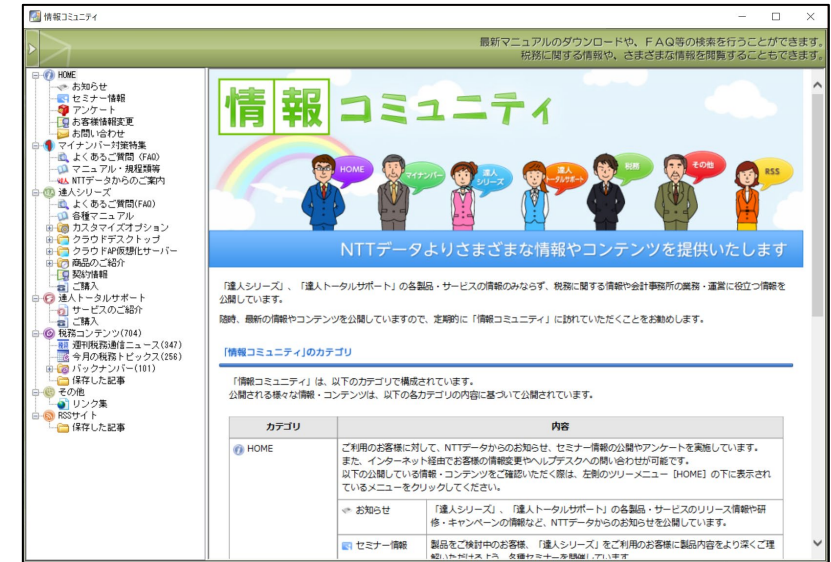 情報コミュニティ
最新マニュアルのダウンロードや、FAQ等の検索を行うことができます。
税務に関する情報や、さまざまな情報を閲覧することもできます。
HOME
お知らせ
セミナー情報
アンケート
お客様情報変更
お問い合わせ
マイナンバー対策特集
よくあるご質問 (FAQ)
マニュアル・規程類等
NTTデータからのご案内
達人シリーズ
よくあるご質問(FAQ)
各種マニュアル
カスタマイズオプション
クラウドデスクトップ
クラウドAP仮想化サーバー
商品のご紹介
契約情報
ご購入
達人トータルサポート
サービスのご紹介
ご購入
税務コンテンツ(704)
週刊税務通信ニュース(347)
今月の税務トピックス(256)
バックナンバー(101)
保存した記事
その他
リンク集
RSSサイト
保存した記事
情報コミュニティ
HOME
マイナンバー
達人
シリーズ
達人
トータルサポート
税務
その他
RSS
NTTデータよりさまざまな情報やコンテンツを提供いたします
「達人シリーズ」、「達人トータルサポート」の各製品・サービスの情報のみならず、税務に関する情報や会計事務所の業務・運営に役立つ情報を
公開しています。
随時、最新の情報やコンテンツを公開していますので、定期的に「情報コミュニティ」に訪れていただくことをお勧めします。
「情報コミュニティ」のカテゴリ
「情報コミュニティ」は、以下のカテゴリで構成されています。
公開される様々な情報・コンテンツは、以下の各カテゴリの内容に基づいて公開されています。
カテゴリ 内容
HOME
ご利用のお客様に対して、NTTデータからのお知らせ、セミナー情報の公開やアンケートを実施しています。
また、インターネット経由でお客様の情報変更やヘルプデスクへの問い合わせが可能です。
以下の公開している情報・コンテンツをご確認いただく際は、左側のツリーメニュー［HOME］の下に表示され
ているメニューをクリックしてください。
お知らせ
「達人シリーズ」、「達人トータルサポート」の各製品・サービスのリリース情報や研
修・キャンペーンの情報など、NTTデータからのお知らせを公開しています。
セミナー情報
製品をご検討中のお客様、「達人シリーズ」をご利用のお客様に製品内容をより深くご理
解いただけるよう、各種セミナーを開催しています